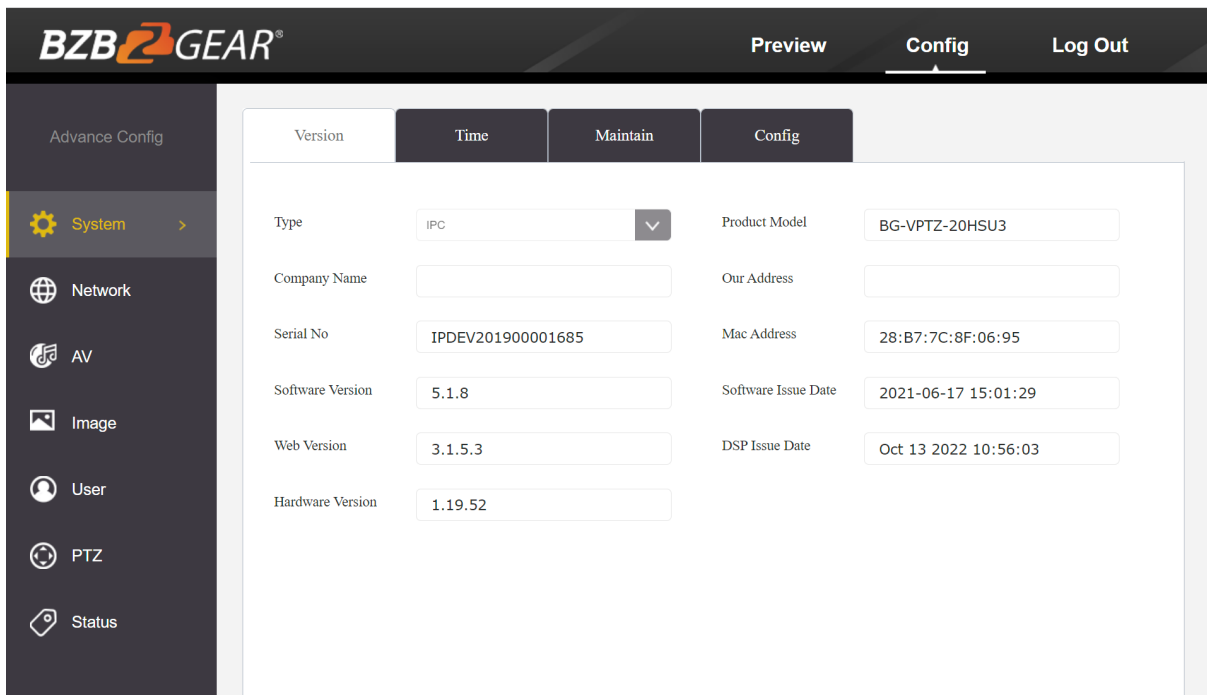 BZBGEAR®
Preview Config Log Out
Advance Config
Version Time Maintain Config
System >
Network
AV
Image
User
PTZ
Status
Type IPC Product Model BG-VPTZ-20HSU3
Company Name Our Address
Serial No IPDEV201900001685 Mac Address 28:B7:7C:8F:06:95
Software Version 5.1.8 Software Issue Date 2021-06-17 15:01:29
Web Version 3.1.5.3 DSP Issue Date Oct 13 2022 10:56:03
Hardware Version 1.19.52